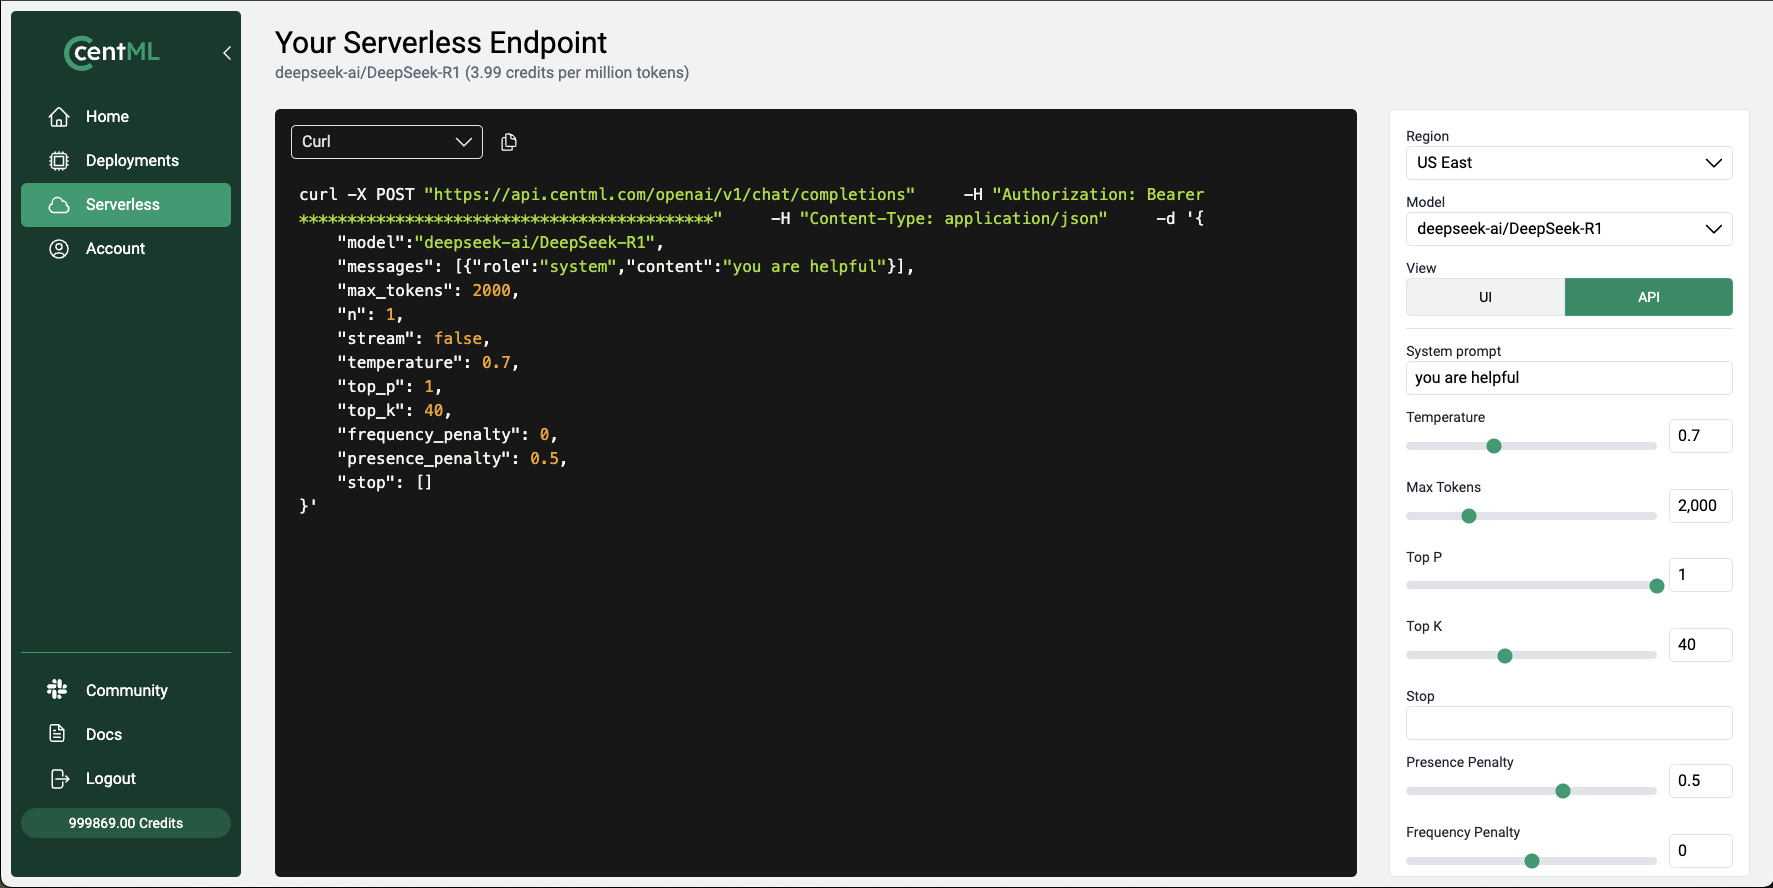 centML
Home
Deployments
Serverless
Account
Community
Docs
Logout
999869.00 Credits
Your Serverless Endpoint
deepseek-ai/DeepSeek-R1 (3.99 credits per million tokens)
Curl
curl -X POST "https://api.centml.com/openai/v1/chat/completions"     -H "Authorization: Bearer
*******************************************"     -H "Content-Type: application/json"     -d '{
    "model":"deepseek-ai/DeepSeek-R1",
    "messages": [{"role":"system","content":"you are helpful"}],
    "max_tokens": 2000,
    "n": 1,
    "stream": false,
    "temperature": 0.7,
    "top_p": 1,
    "top_k": 40,
    "frequency_penalty": 0,
    "presence_penalty": 0.5,
    "stop": []
}'
Region
US East
Model
deepseek-ai/DeepSeek-R1
View
UI API
System prompt
you are helpful
Temperature
0.7
Max Tokens
2,000
Top P
1
Top K
40
Stop
Presence Penalty
0.5
Frequency Penalty
0